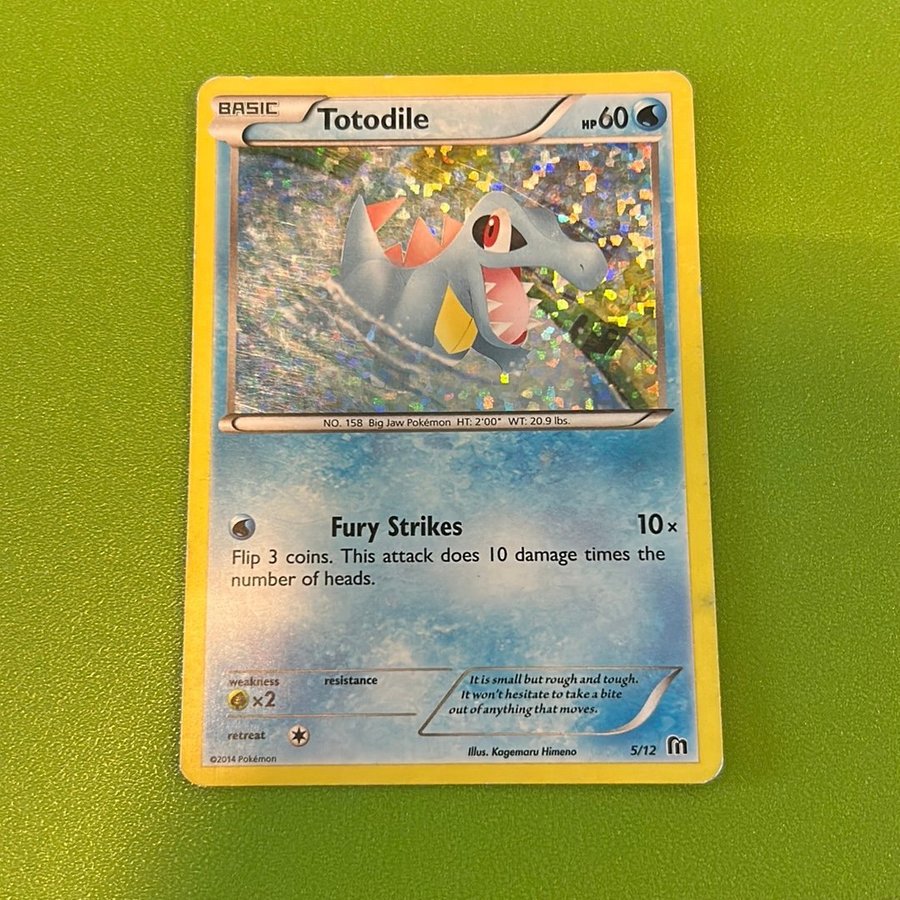 BASIC Totodile HP 60
NO. 158 Big Jaw Pokémon HT: 2'00" WT: 20.9 lbs.
Fury Strikes 10×
Flip 3 coins. This attack does 10 damage times the
number of heads.
weakness resistance
×2
retreat
It is small but rough and tough.
It won't hesitate to take a bite
out of anything that moves.
Illus. Kagemaru Himeno 5/12 m
©2014 Pokémon